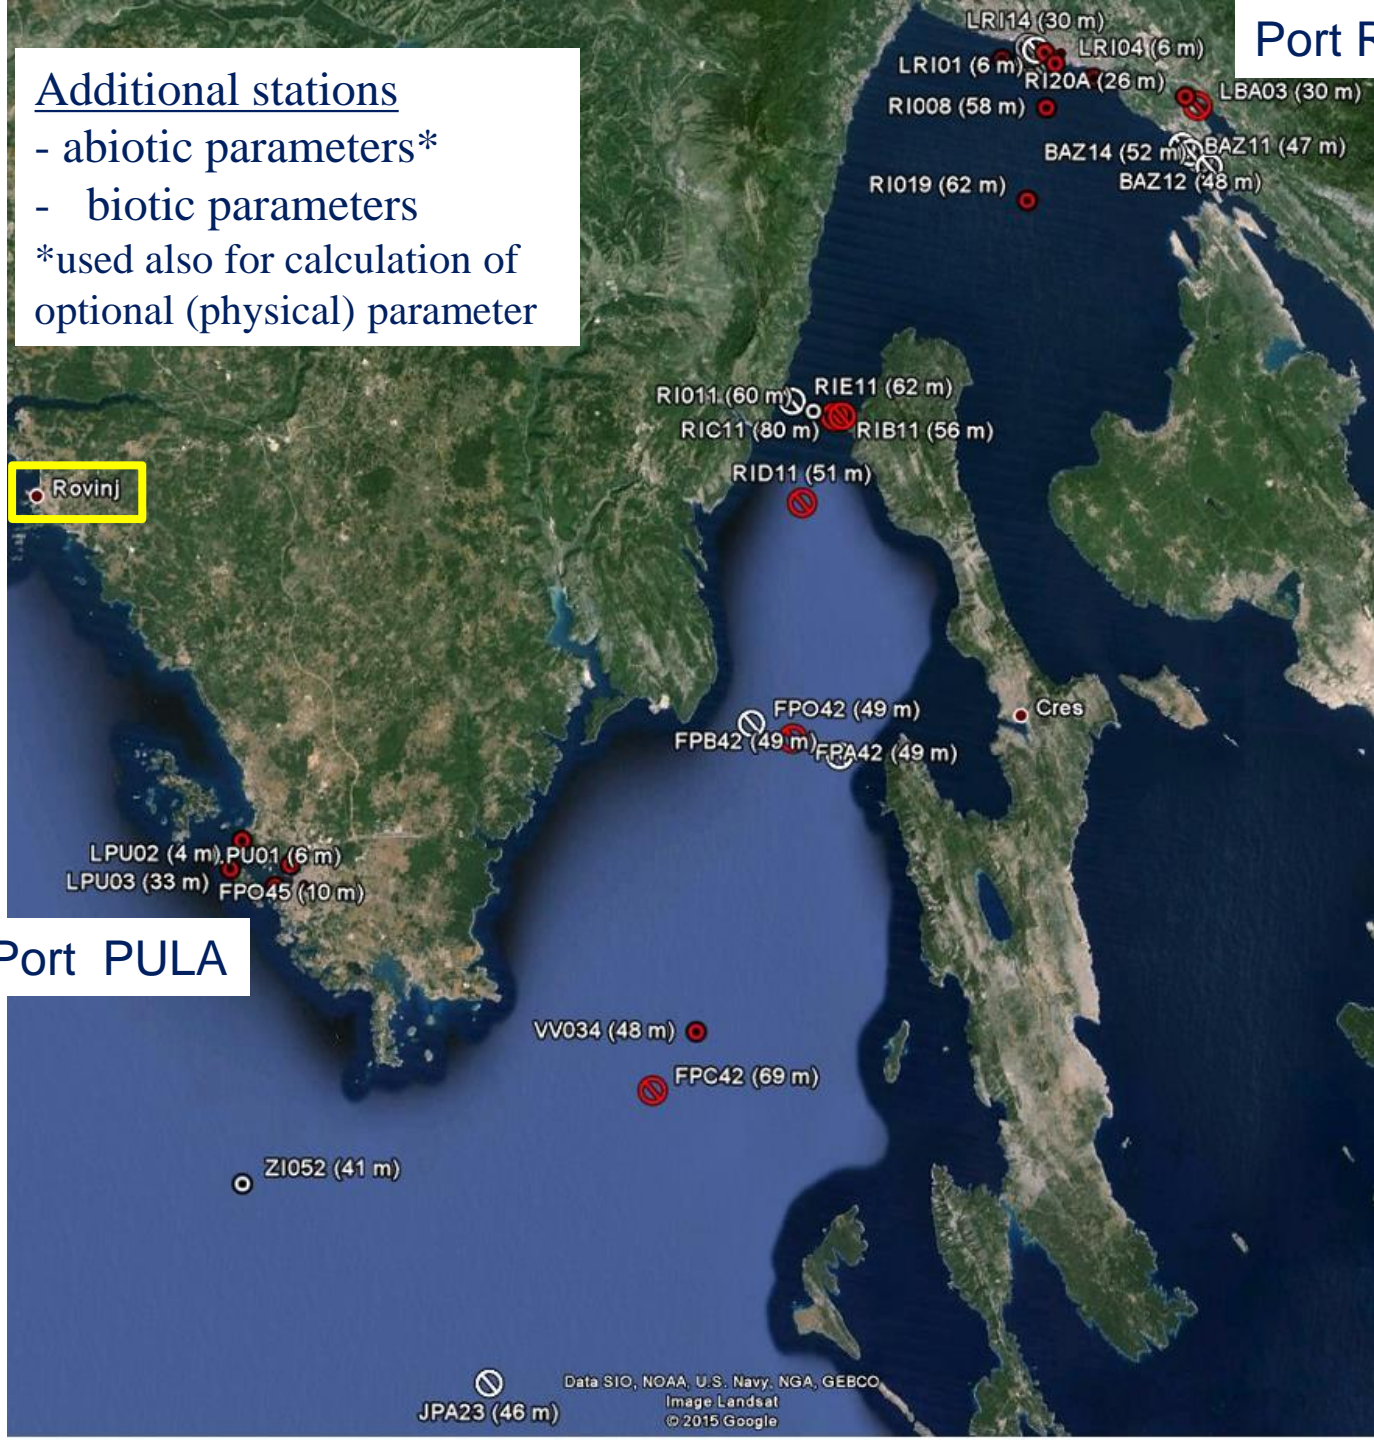 Port R
Additional stations
- abiotic parameters*
- biotic parameters
*used also for calculation of
optional (physical) parameter
LRI14 (30 m)
LRI04 (6 m)
LRI01 (6 m)
RI20A (26 m)
LBA03 (30 m)
RI008 (58 m)
BAZ14 (52 m)
BAZ11 (47 m)
BAZ12 (48 m)
RI019 (62 m)
RI011 (60 m)
RIE11 (62 m)
RIC11 (80 m)
RIB11 (56 m)
RID11 (51 m)
Rovinj
FPO42 (49 m)
Cres
FPB42 (49 m)
FPA42 (49 m)
LPU02 (4 m)
PU01 (6 m)
LPU03 (33 m)
FPO45 (10 m)
Port PULA
VV034 (48 m)
FPC42 (69 m)
ZI052 (41 m)
JPA23 (46 m)
Data SIO, NOAA, U.S. Navy, NGA, GEBCO
Image Landsat
© 2015 Google